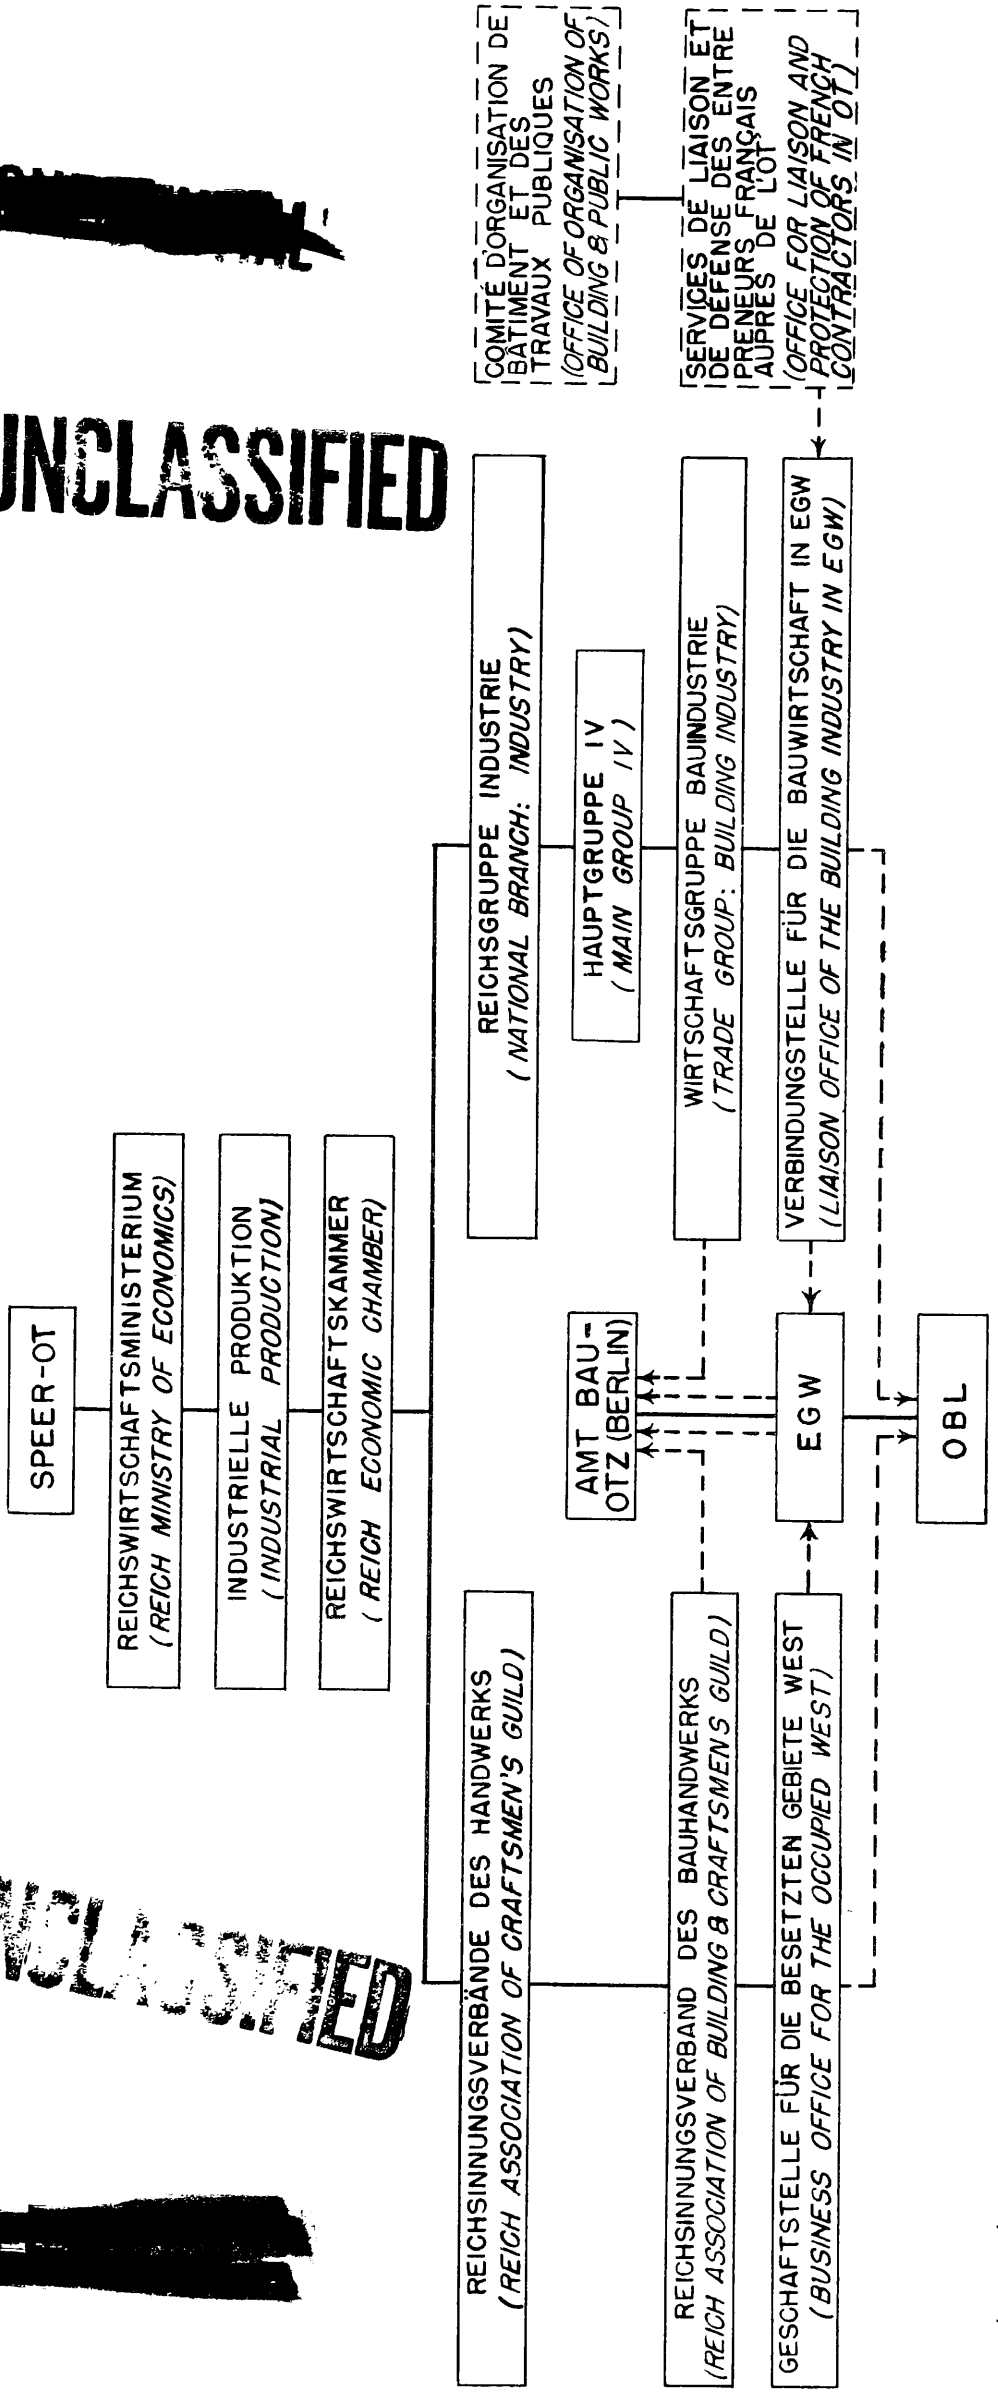 UNCLASSIFIED
UNCLASSIFIED
SPEER-OT
REICHSWIRTSCHAFTSMINISTERIUM
(REICH MINISTRY OF ECONOMICS)
INDUSTRIELLE PRODUKTION
(INDUSTRIAL PRODUCTION)
REICHSWIRTSCHAFTSKAMMER
(REICH ECONOMIC CHAMBER)
REICHSINNUNGSVERBÄNDE DES HANDWERKS
(REICH ASSOCIATION OF CRAFTSMEN'S GUILD)
REICHSGRUPPE INDUSTRIE
(NATIONAL BRANCH: INDUSTRY)
COMITÉ D'ORGANISATION DE
BÂTIMENT ET DES
TRAVAUX PUBLIQUES
(OFFICE OF ORGANISATION OF
BUILDING & PUBLIC WORKS)
HAUPTGRUPPE IV
(MAIN GROUP IV)
AMT BAU-
OTZ (BERLIN)
REICHSINNUNGSVERBAND DES BAUHANDWERKS
(REICH ASSOCIATION OF BUILDING & CRAFTSMENS GUILD)
WIRTSCHAFTSGRUPPE BAUINDUSTRIE
(TRADE GROUP: BUILDING INDUSTRY)
SERVICES DE LIAISON ET
DE DÉFENSE DES ENTRE
PRENEURS FRANÇAIS
AUPRÈS DE L'OT
(OFFICE FOR LIAISON AND
PROTECTION OF FRENCH
CONTRACTORS IN OT)
GESCHAFTSTELLE FÜR DIE BESETZTEN GEBIETE WEST
(BUSINESS OFFICE FOR THE OCCUPIED WEST)
EGW
VERBINDUNGSTELLE FÜR DIE BAUWIRTSCHAFT IN EGW
(LIAISON OFFICE OF THE BUILDING INDUSTRY IN EGW)
OBL